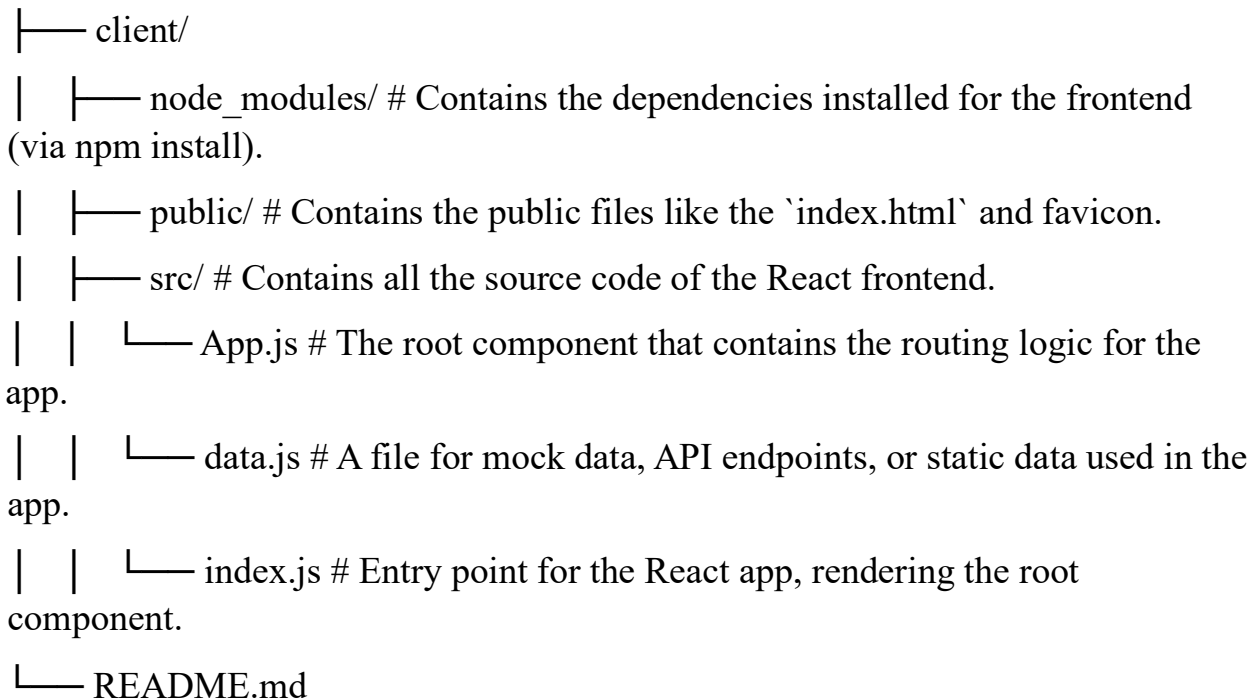 ├── client/
│   ├── node_modules/ # Contains the dependencies installed for the frontend
(via npm install).
│   ├── public/ # Contains the public files like the `index.html` and favicon.
│   ├── src/ # Contains all the source code of the React frontend.
│   │   └── App.js # The root component that contains the routing logic for the
app.
│   │   └── data.js # A file for mock data, API endpoints, or static data used in the
app.
│   │   └── index.js # Entry point for the React app, rendering the root
component.
└── README.md